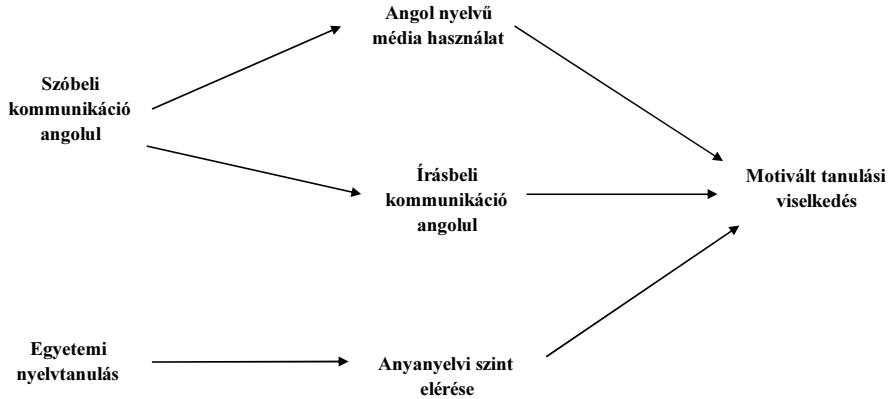 Angol nyelvű
média használat
Szóbeli
kommunikáció
angolul
Írásbeli
kommunikáció
angolul
Motivált tanulási
viselkedés
Egyetemi
nyelvtanulás
Anyanyelvi szint
elérése